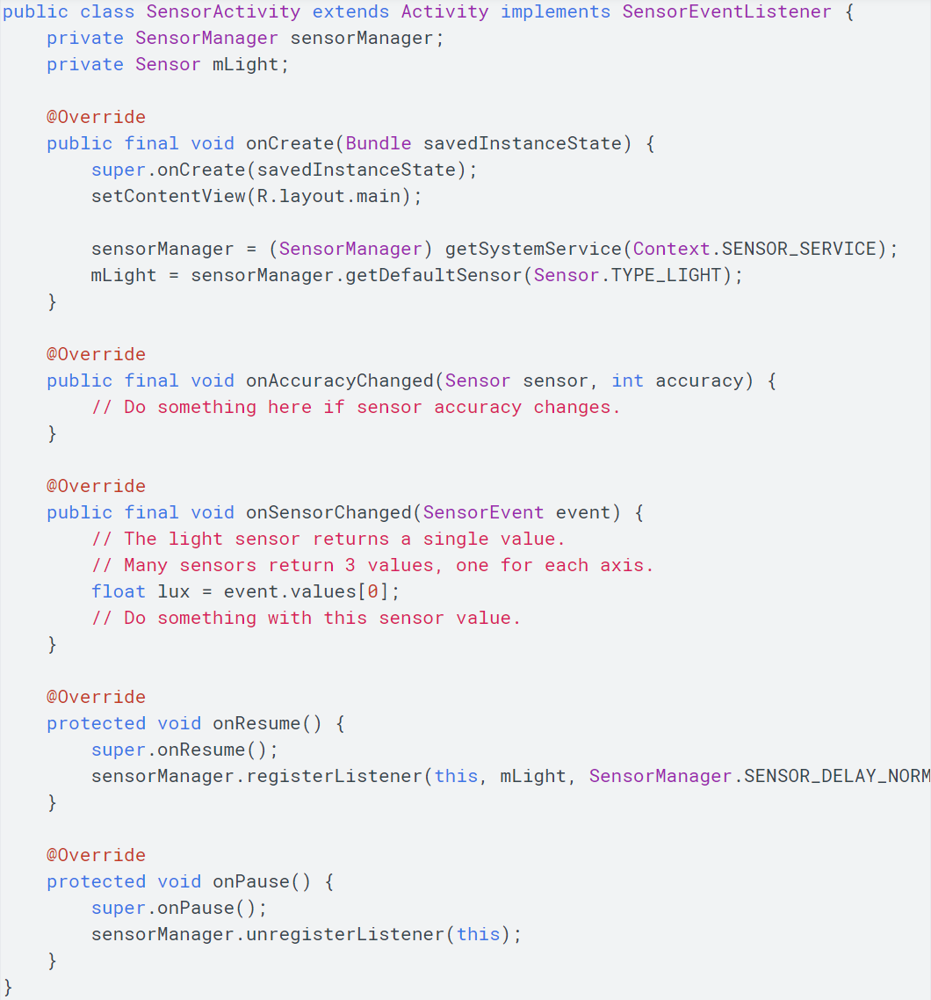 public class SensorActivity extends Activity implements SensorEventListener {
    private SensorManager sensorManager;
    private Sensor mLight;

    @Override
    public final void onCreate(Bundle savedInstanceState) {
        super.onCreate(savedInstanceState);
        setContentView(R.layout.main);

        sensorManager = (SensorManager) getSystemService(Context.SENSOR_SERVICE);
        mLight = sensorManager.getDefaultSensor(Sensor.TYPE_LIGHT);
    }

    @Override
    public final void onAccuracyChanged(Sensor sensor, int accuracy) {
        // Do something here if sensor accuracy changes.
    }

    @Override
    public final void onSensorChanged(SensorEvent event) {
        // The light sensor returns a single value.
        // Many sensors return 3 values, one for each axis.
        float lux = event.values[0];
        // Do something with this sensor value.
    }

    @Override
    protected void onResume() {
        super.onResume();
        sensorManager.registerListener(this, mLight, SensorManager.SENSOR_DELAY_NORM
    }

    @Override
    protected void onPause() {
        super.onPause();
        sensorManager.unregisterListener(this);
    }
}